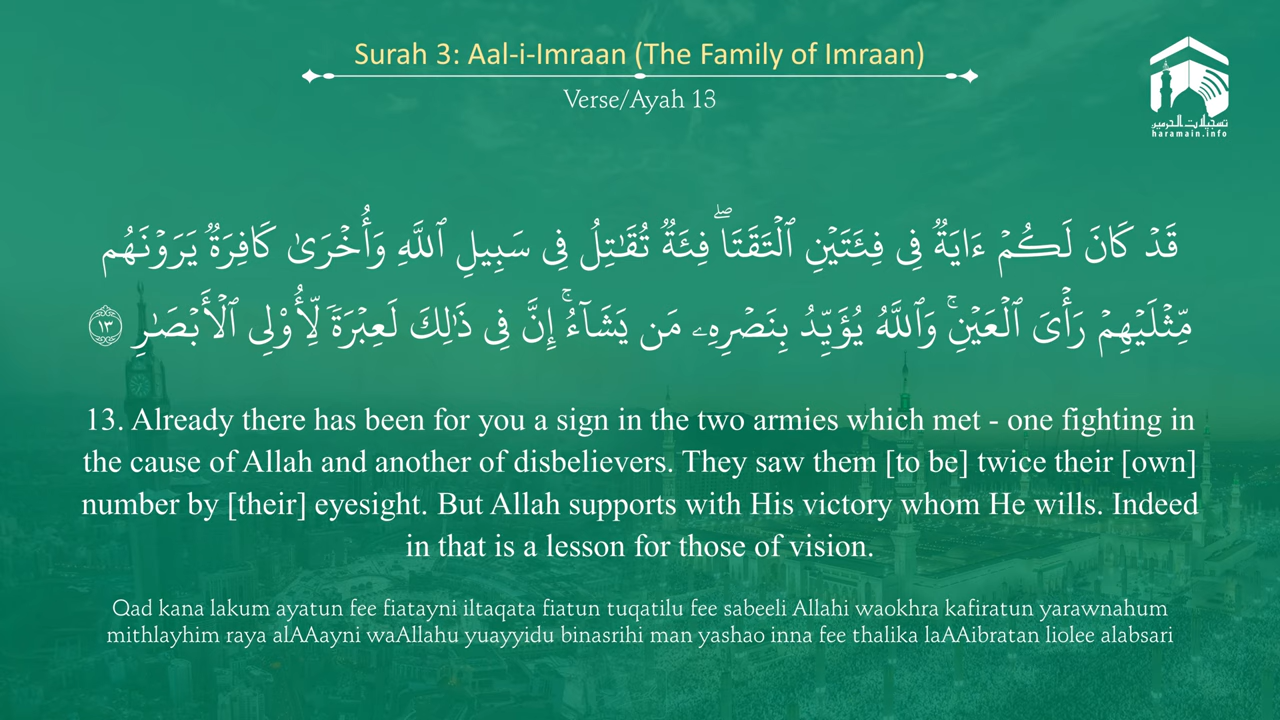 Surah 3: Aal-i-Imraan (The Family of Imraan)
Verse/Ayah 13
تسجيلات الحرمين
haramain.info
قَدْ كَانَ لَكُمْ ءَايَةٌ فِى فِئَتَيْنِ ٱلْتَقَتَا ۖ فِئَةٌ تُقَـٰتِلُ فِى سَبِيلِ ٱللَّهِ وَأُخْرَىٰ كَافِرَةٌ يَرَوْنَهُم
مِّثْلَيْهِمْ رَأْىَ ٱلْعَيْنِ ۚ وَٱللَّهُ يُؤَيِّدُ بِنَصْرِهِۦ مَن يَشَآءُ ۚ إِنَّ فِى ذَٰلِكَ لَعِبْرَةً لِّأُو۟لِى ٱلْأَبْصَـٰرِ ١٣
13. Already there has been for you a sign in the two armies which met - one fighting in
the cause of Allah and another of disbelievers. They saw them [to be] twice their [own]
number by [their] eyesight. But Allah supports with His victory whom He wills. Indeed
in that is a lesson for those of vision.
Qad kana lakum ayatun fee fiatayni iltaqata fiatun tuqatilu fee sabeeli Allahi waokhra kafiratun yarawnahum
mithlayhim raya alAAayni waAllahu yuayyidu binasrihi man yashao inna fee thalika laAAibratan liolee alabsari